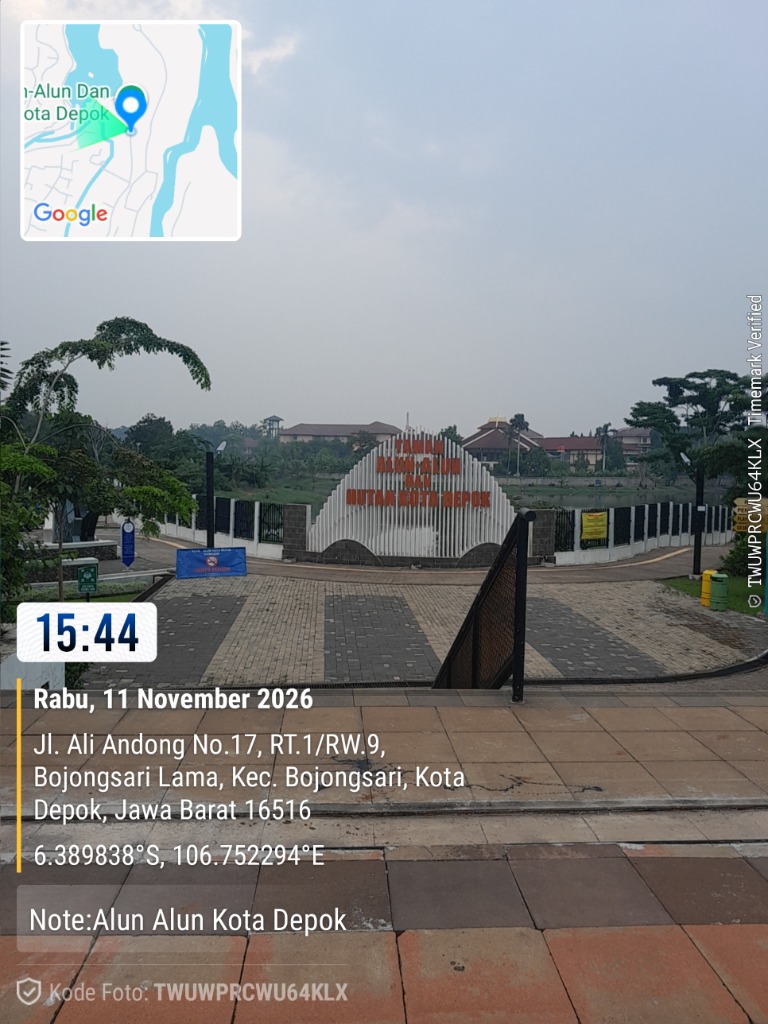 n-Alun Dan
ota Depok
Google
TAMAN
ALUN-ALUN
DAN
HUTAN KOTA DEPOK
15:44
Rabu, 11 November 2026
Jl. Ali Andong No.17, RT.1/RW.9,
Bojongsari Lama, Kec. Bojongsari, Kota
Depok, Jawa Barat 16516
6.389838°S, 106.752294°E
Note:Alun Alun Kota Depok
Kode Foto: TWUWPRCWU64KLX
TWUWPRCWU64KLX Timemark Verified